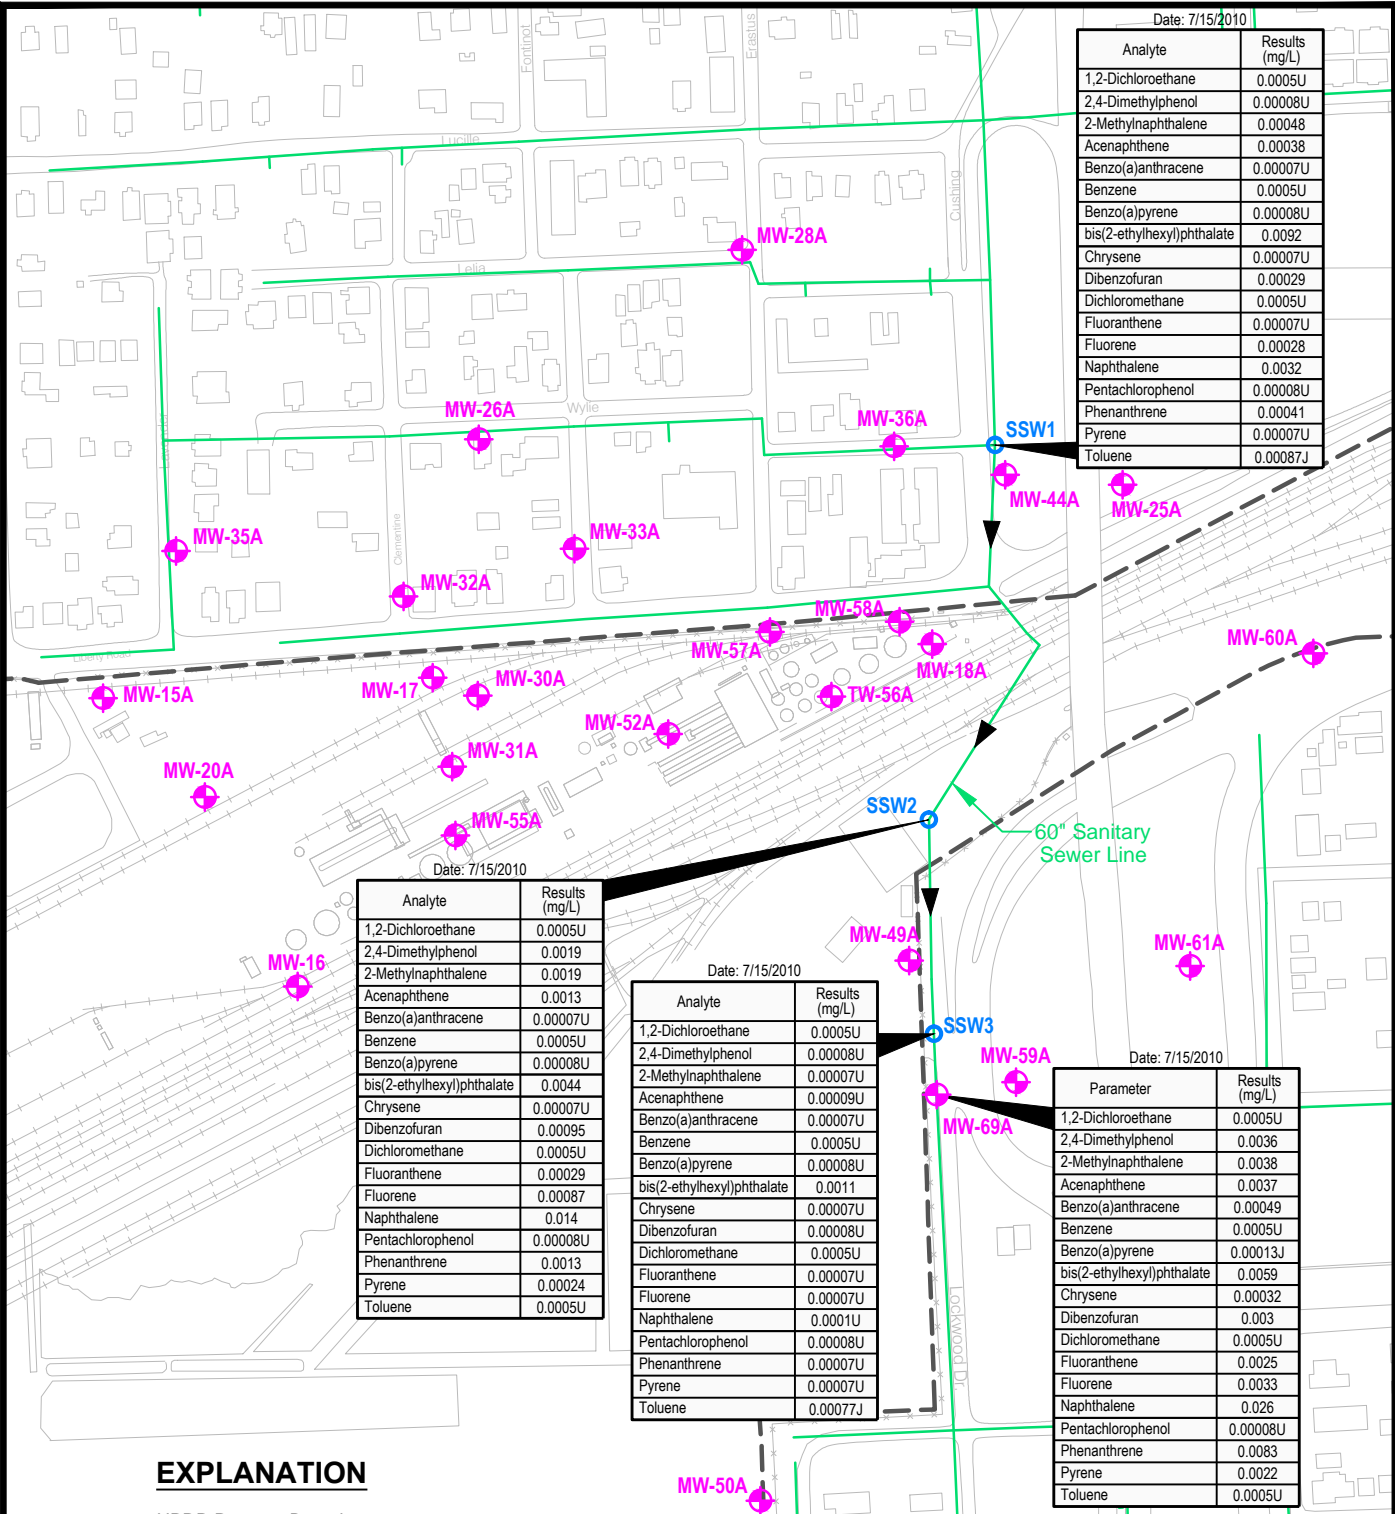 Date: 7/15/2010
Analyte Results (mg/L)
1,2-Dichloroethane 0.0005U
2,4-Dimethylphenol 0.00008U
2-Methylnaphthalene 0.00048
Acenaphthene 0.00038
Benzo(a)anthracene 0.00007U
Benzene 0.0005U
Benzo(a)pyrene 0.00008U
bis(2-ethylhexyl)phthalate 0.0092
Chrysene 0.00007U
Dibenzofuran 0.00029
Dichloromethane 0.0005U
Fluoranthene 0.00007U
Fluorene 0.00028
Naphthalene 0.0032
Pentachlorophenol 0.00008U
Phenanthrene 0.00041
Pyrene 0.00007U
Toluene 0.00087J
Fontinot
Erastus
Cushing
Lucille
MW-28A
Lelia
MW-26A
Wylie
MW-36A
SSW1
MW-44A
MW-25A
MW-35A
MW-33A
Clementine
MW-32A
MW-58A
MW-57A
MW-60A
Liberty Road
MW-18A
MW-15A
MW-17
MW-30A
TW-56A
MW-52A
MW-31A
MW-20A
SSW2
MW-55A
60" Sanitary
Sewer Line
Date: 7/15/2010
Analyte Results (mg/L)
1,2-Dichloroethane 0.0005U
2,4-Dimethylphenol 0.0019
2-Methylnaphthalene 0.0019
Acenaphthene 0.0013
Benzo(a)anthracene 0.00007U
Benzene 0.0005U
Benzo(a)pyrene 0.00008U
bis(2-ethylhexyl)phthalate 0.0044
Chrysene 0.00007U
Dibenzofuran 0.00095
Dichloromethane 0.0005U
Fluoranthene 0.00029
Fluorene 0.00087
Naphthalene 0.014
Pentachlorophenol 0.00008U
Phenanthrene 0.0013
Pyrene 0.00024
Toluene 0.0005U
MW-16
MW-49A
MW-61A
Date: 7/15/2010
Analyte Results (mg/L)
1,2-Dichloroethane 0.0005U
2,4-Dimethylphenol 0.00008U
2-Methylnaphthalene 0.00007U
Acenaphthene 0.00009U
Benzo(a)anthracene 0.00007U
Benzene 0.0005U
Benzo(a)pyrene 0.00008U
bis(2-ethylhexyl)phthalate 0.0011
Chrysene 0.00007U
Dibenzofuran 0.00008U
Dichloromethane 0.0005U
Fluoranthene 0.00007U
Fluorene 0.00007U
Naphthalene 0.0001U
Pentachlorophenol 0.00008U
Phenanthrene 0.00007U
Pyrene 0.00007U
Toluene 0.00077J
SSW3
MW-59A
MW-69A
Date: 7/15/2010
Parameter Results (mg/L)
1,2-Dichloroethane 0.0005U
2,4-Dimethylphenol 0.0036
2-Methylnaphthalene 0.0038
Acenaphthene 0.0037
Benzo(a)anthracene 0.00049
Benzene 0.0005U
Benzo(a)pyrene 0.00013J
bis(2-ethylhexyl)phthalate 0.0059
Chrysene 0.00032
Dibenzofuran 0.003
Dichloromethane 0.0005U
Fluoranthene 0.0025
Fluorene 0.0033
Naphthalene 0.026
Pentachlorophenol 0.00008U
Phenanthrene 0.0083
Pyrene 0.0022
Toluene 0.0005U
Lockwood Dr.
EXPLANATION
MW-50A